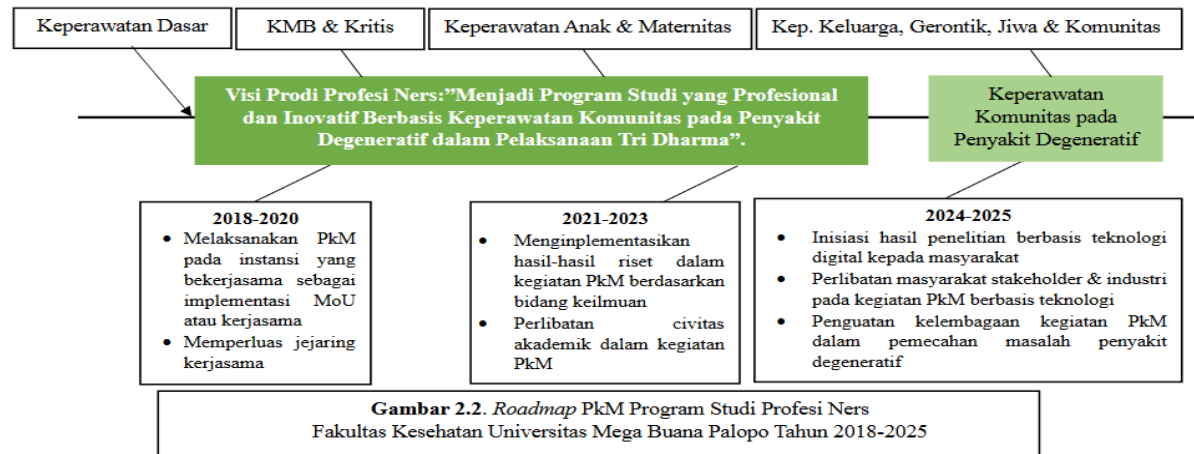 Keperawatan Dasar
KMB & Kritis
Keperawatan Anak & Maternitas
Kep. Keluarga, Gerontik, Jiwa & Komunitas
Visi Prodi Profesi Ners:”Menjadi Program Studi yang Profesional
dan Inovatif Berbasis Keperawatan Komunitas pada Penyakit
Degeneratif dalam Pelaksanaan Tri Dharma”.
Keperawatan
Komunitas pada
Penyakit Degeneratif
2018-2020
• Melaksanakan PkM
pada instansi yang
bekerjasama sebagai
implementasi MoU
atau kerjasama
• Memperluas jejaring
kerjasama
2021-2023
• Menginplementasikan
hasil-hasil riset dalam
kegiatan PkM berdasarkan
bidang keilmuan
• Perlibatan civitas
akademik dalam kegiatan
PkM
2024-2025
• Inisiasi hasil penelitian berbasis teknologi
digital kepada masyarakat
• Perlibatan masyarakat stakeholder & industri
pada kegiatan PkM berbasis teknologi
• Penguatan kelembagaan kegiatan PkM
dalam pemecahan masalah penyakit
degeneratif
Gambar 2.2. Roadmap PkM Program Studi Profesi Ners
Fakultas Kesehatan Universitas Mega Buana Palopo Tahun 2018-2025